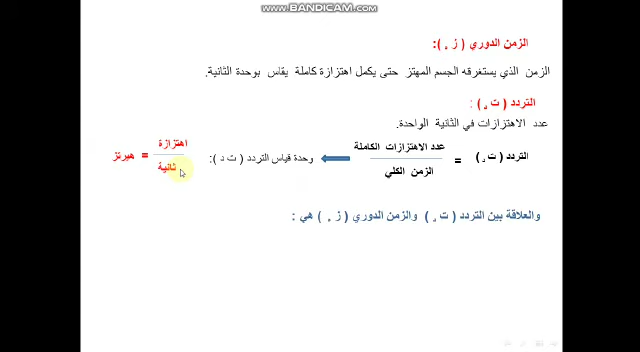 WWW.BANDICAM.COM
الزمن الدوري ( ز ْ ):
الزمن الذي يستغرقه الجسم المهتز حتى يكمل اهتزازة كاملة يقاس بوحدة الثانية.
التردد ( ت ْ ) :
عدد الاهتزازات في الثانية الواحدة.
التردد ( ت ْ ) = عدد الاهتزازات الكاملة
الزمن الكلي
وحدة قياس التردد ( ت د ):
اهتزازة
ثانية
= هيرتز
والعلاقة بين التردد ( ت ْ ) والزمن الدوري ( ز ْ ) هي :